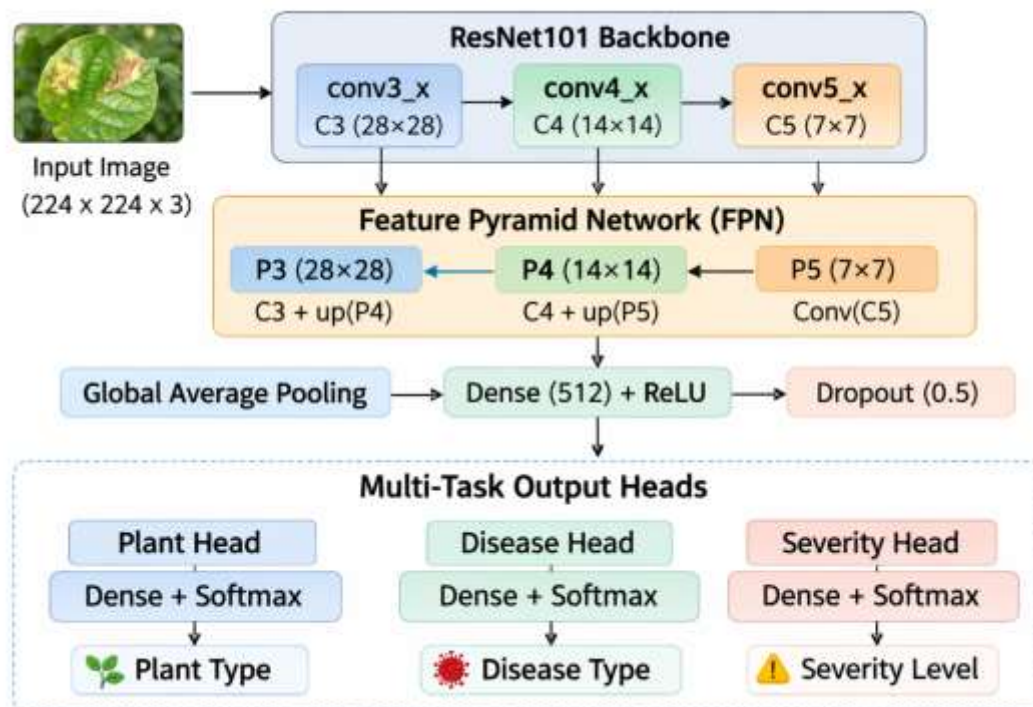 ResNet101 Backbone
conv3_x
C3 (28×28)
conv4_x
C4 (14×14)
conv5_x
C5 (7×7)
Input Image
(224 x 224 x 3)
Feature Pyramid Network (FPN)
P3 (28×28)
P4 (14×14)
P5 (7×7)
C3 + up(P4)
C4 + up(P5)
Conv(C5)
Global Average Pooling
Dense (512) + ReLU
Dropout (0.5)
Multi-Task Output Heads
Plant Head
Disease Head
Severity Head
Dense + Softmax
Dense + Softmax
Dense + Softmax
Plant Type
Disease Type
Severity Level